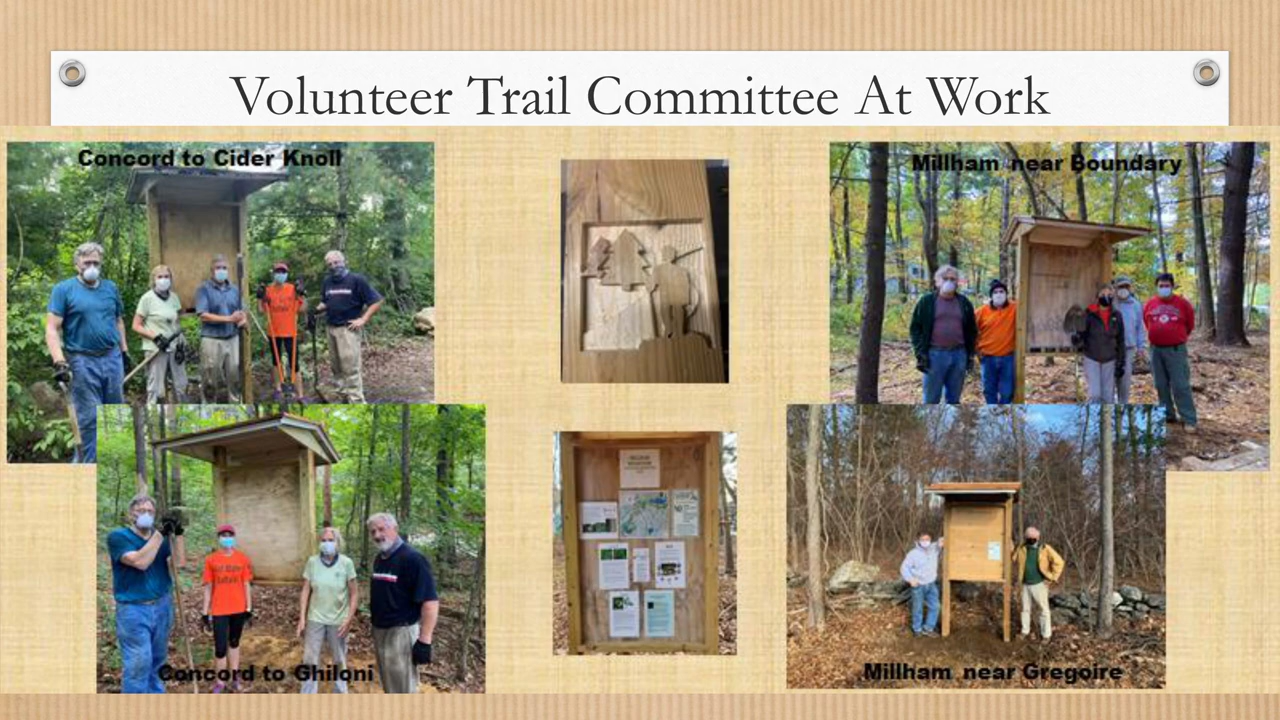 Volunteer Trail Committee At Work
Concord to Cider Knoll
Millham near Boundary
Concord to Ghiloni
Millham near Gregoire